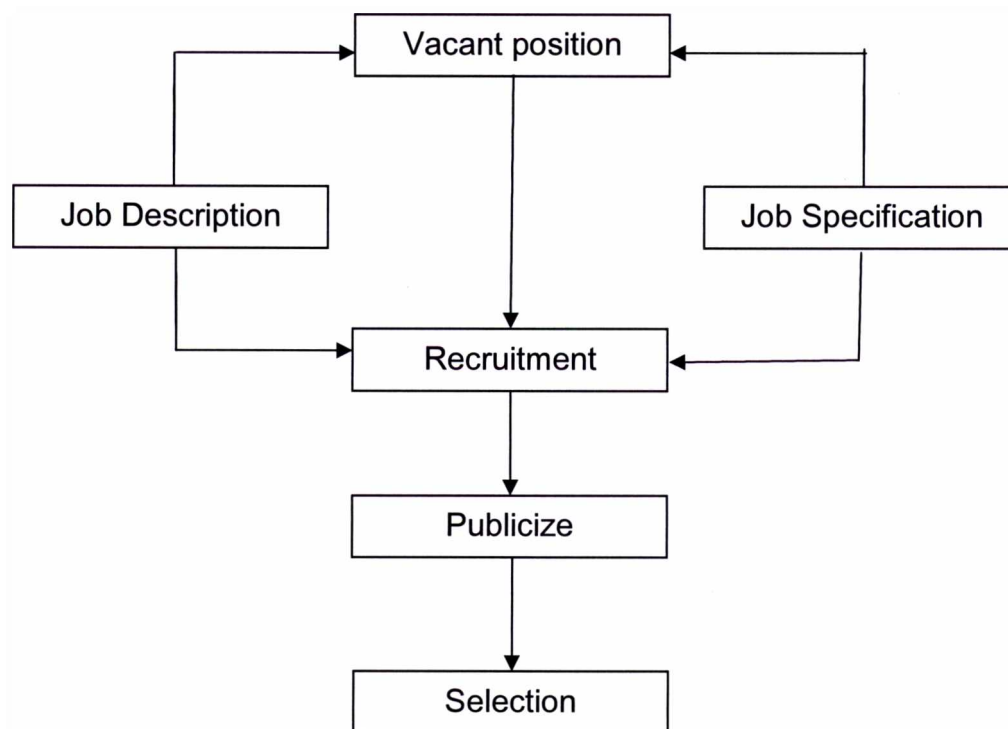 Vacant position
Job Description
Job Specification
Recruitment
Publicize
Selection